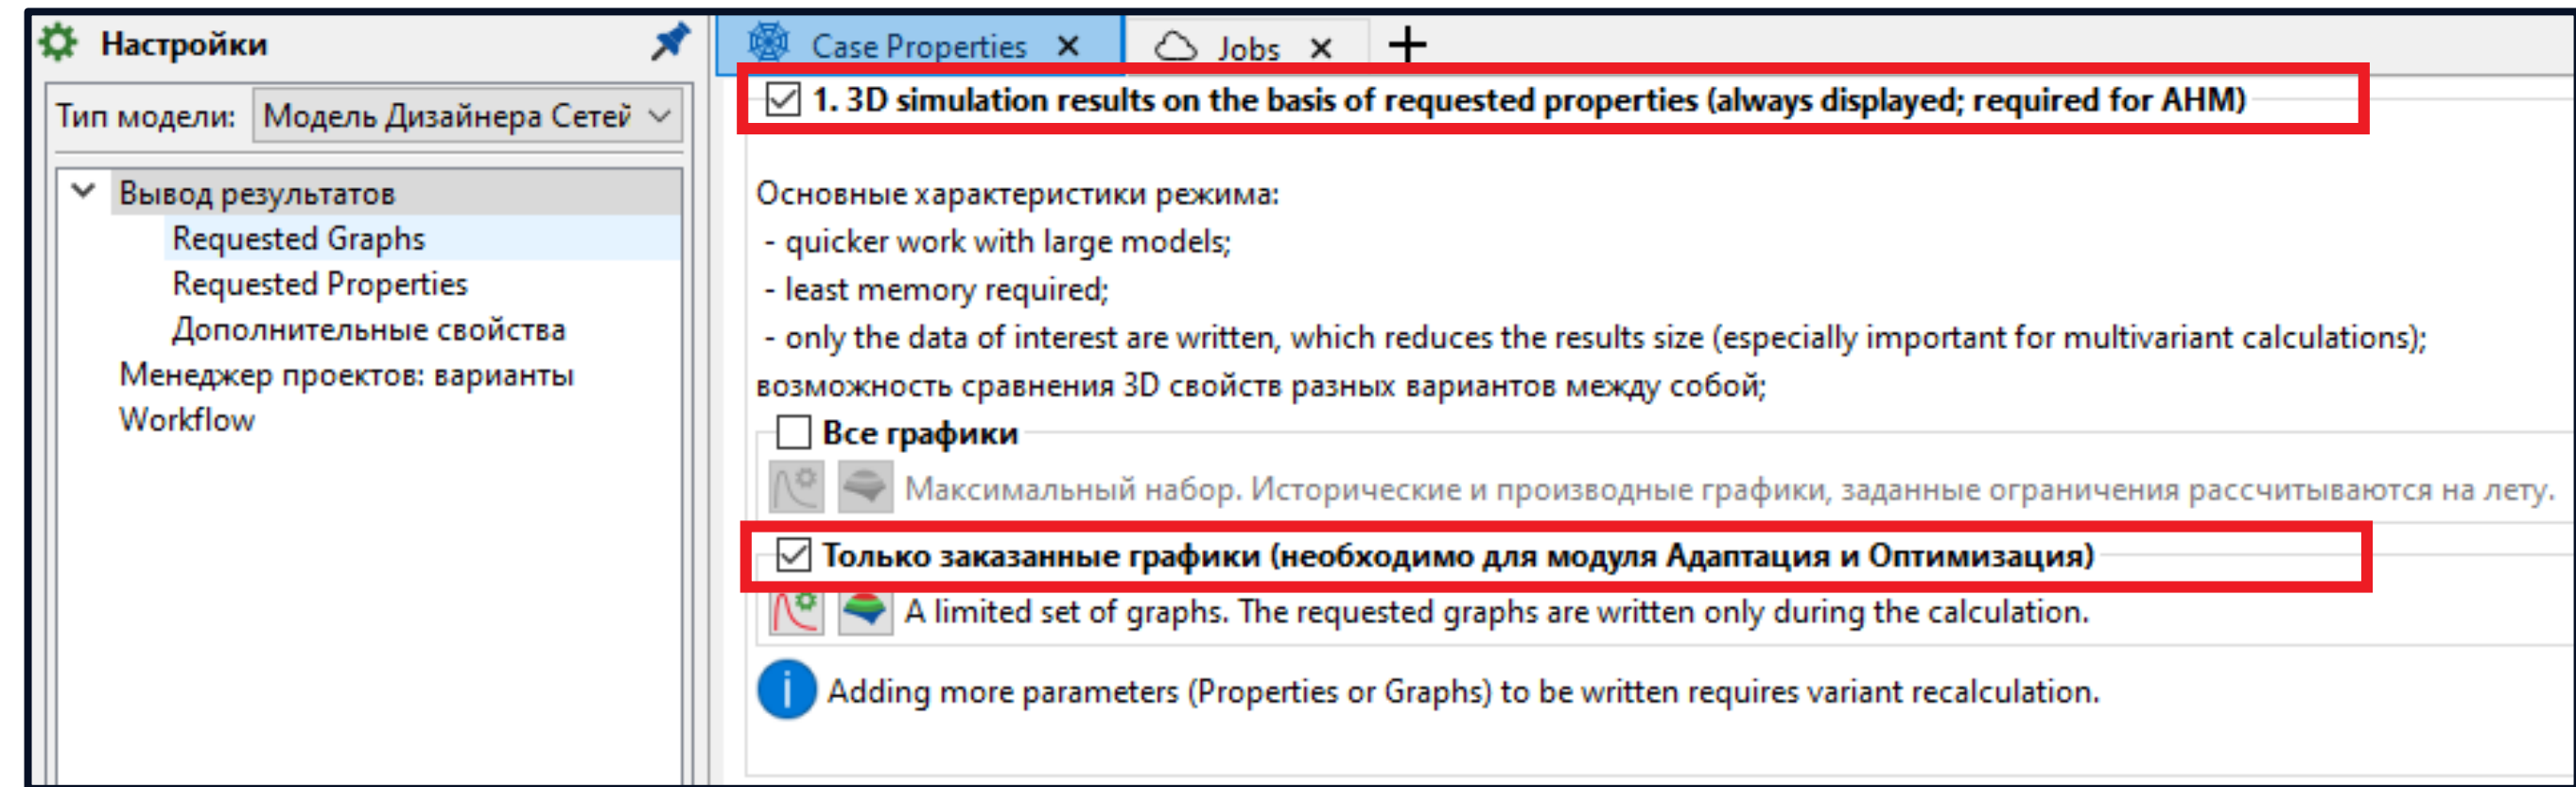 Настройки
Тип модели: Модель Дизайнера Сетей
Вывод результатов
Requested Graphs
Requested Properties
Дополнительные свойства
Менеджер проектов: варианты
Workflow
Case Properties
Jobs
1. 3D simulation results on the basis of requested properties (always displayed; required for AHM)
Основные характеристики режима:
- quicker work with large models;
- least memory required;
- only the data of interest are written, which reduces the results size (especially important for multivariant calculations);
возможность сравнения 3D свойств разных вариантов между собой;
Все графики
Максимальный набор. Исторические и производные графики, заданные ограничения рассчитываются на лету.
Только заказанные графики (необходимо для модуля Адаптация и Оптимизация)
A limited set of graphs. The requested graphs are written only during the calculation.
Adding more parameters (Properties or Graphs) to be written requires variant recalculation.